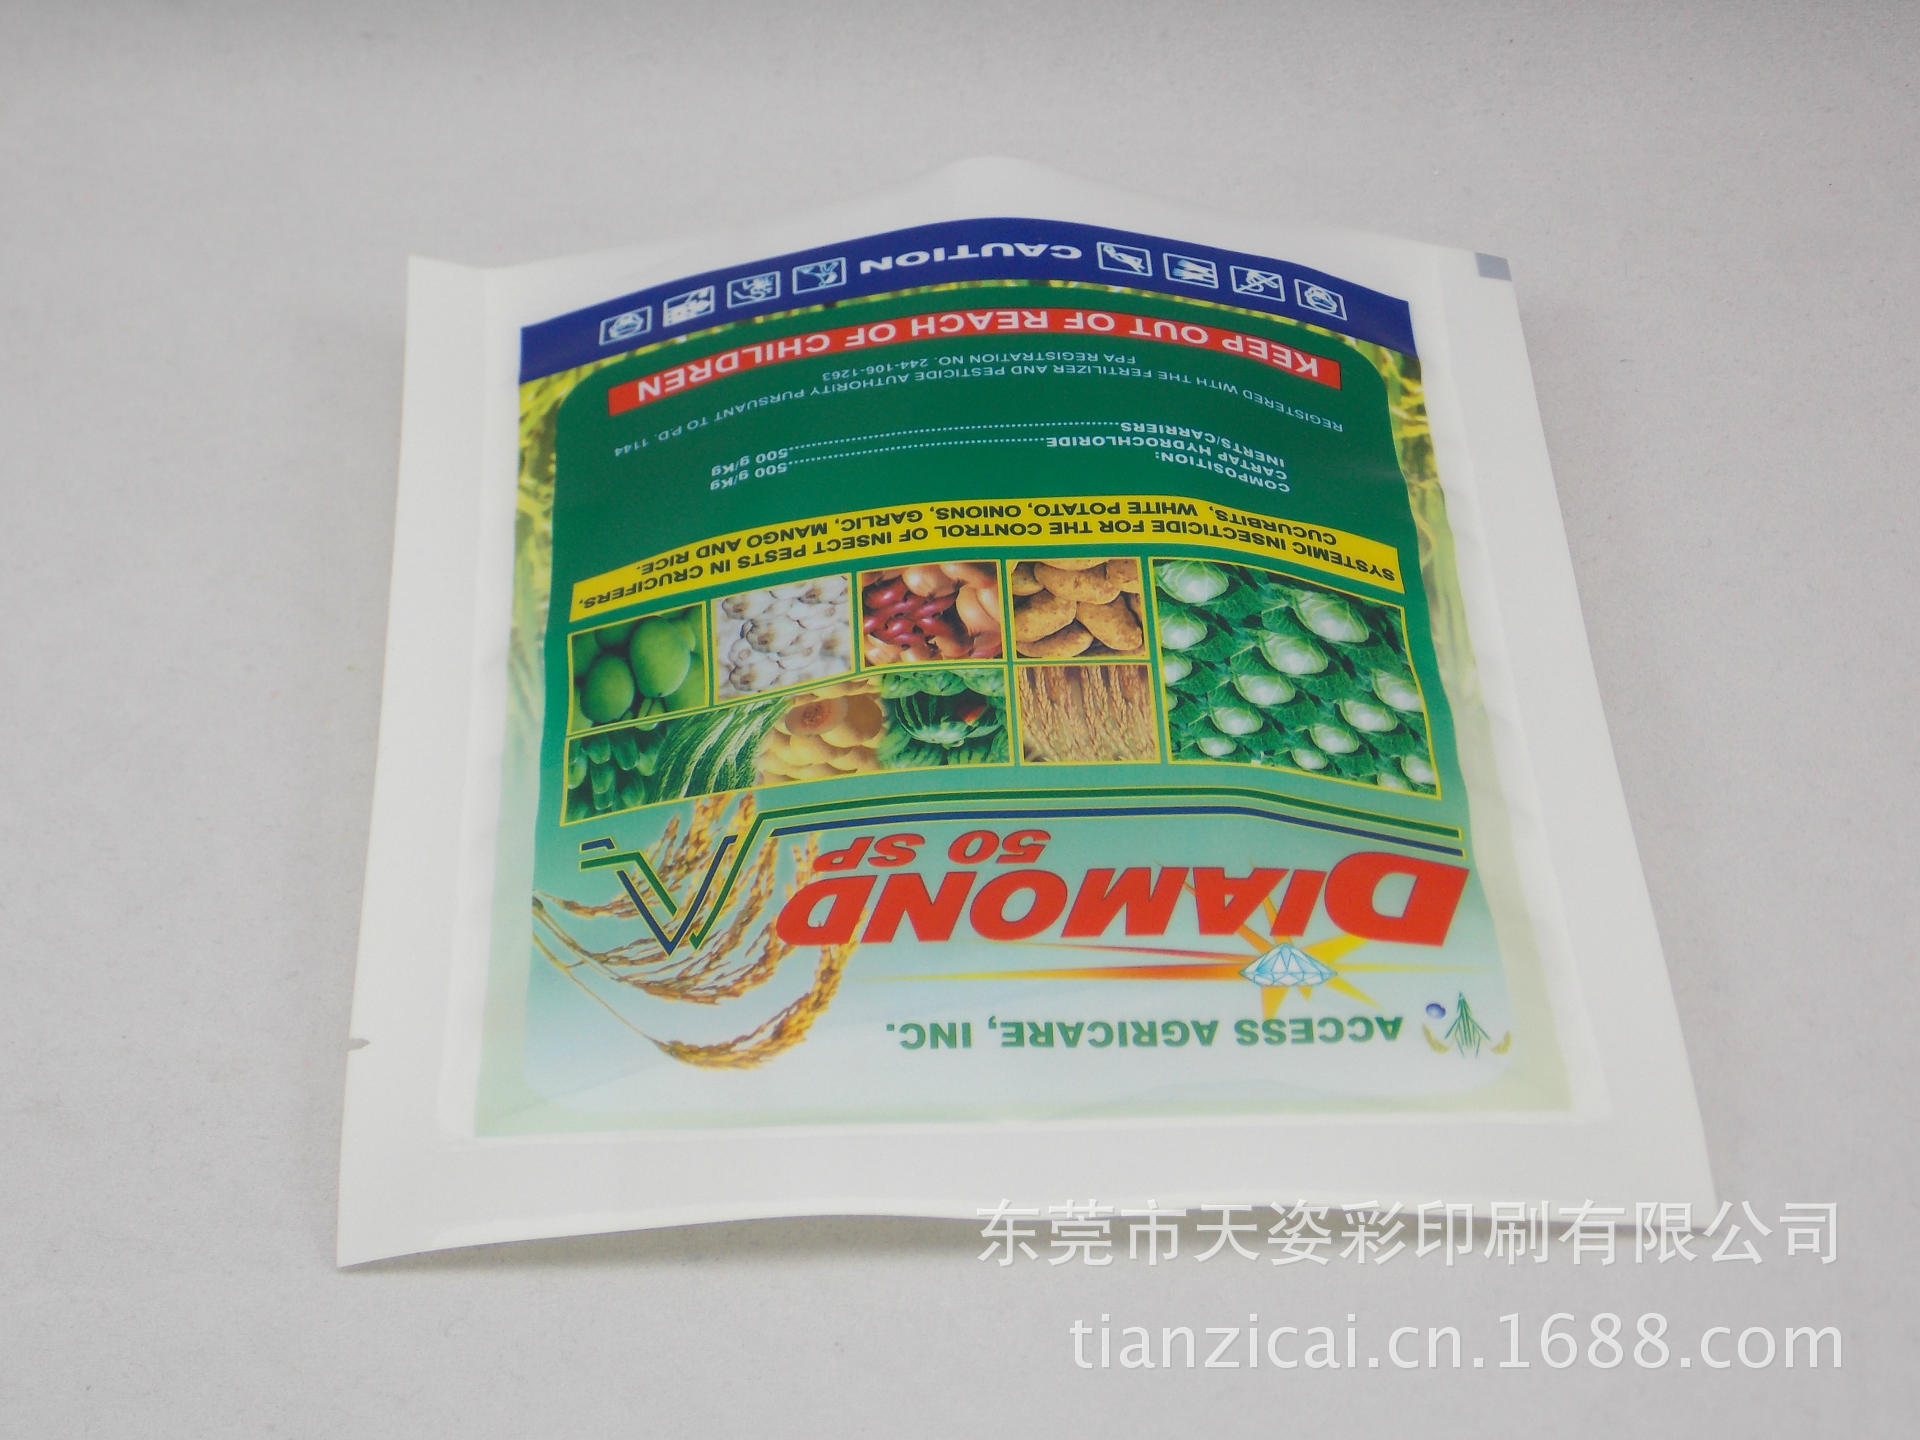 ACCESS AGRICARE, INC.
DIAMOND
50 SP
SYSTEMIC INSECTICIDE FOR THE CONTROL OF INSECT PESTS IN CRUCIFERS,
CUCURBITS, WHITE POTATO, ONIONS, GARLIC, MANGO AND RICE.
COMPOSITION:
CARTAP HYDROCHLORIDE..........................500 g/Kg
INERTS/CARRIERS..........................500 g/Kg
REGISTERED WITH THE FERTILIZER AND PESTICIDE AUTHORITY PURSUANT TO P.D. 1144
FPA REGISTRATION NO. 244-106-1263
KEEP OUT OF REACH OF CHILDREN
CAUTION
东莞市天姿彩印刷有限公司
tianzicai.cn.1688.com